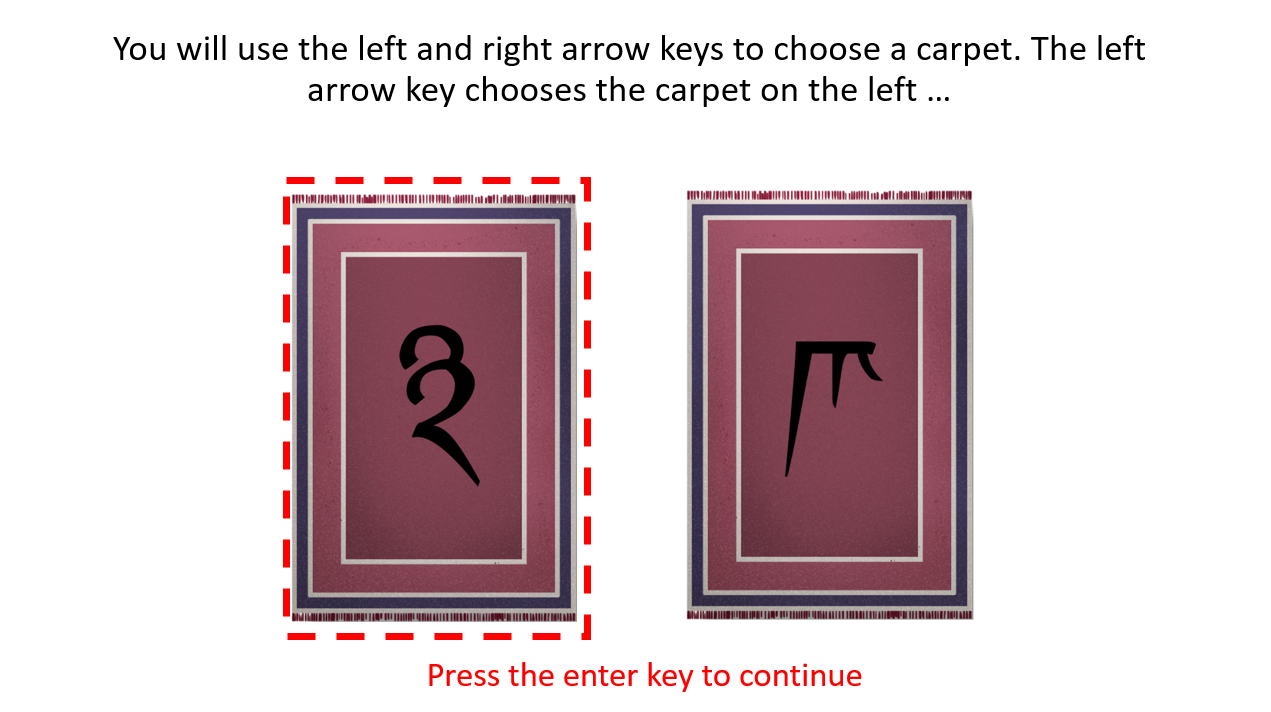 You will use the left and right arrow keys to choose a carpet. The left
arrow key chooses the carpet on the left …
Press the enter key to continue